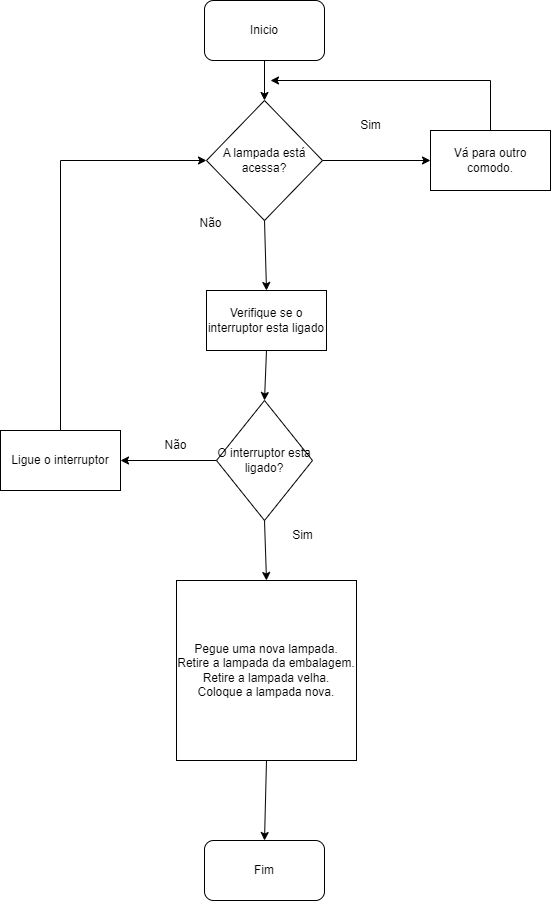 Inicio
Sim
A lampada está
acessa?
Vá para outro
comodo.
Não
Verifique se o
interruptor esta ligado
Não
O interruptor esta
ligado?
Ligue o interruptor
Sim
Pegue uma nova lampada.
Retire a lampada da embalagem.
Retire a lampada velha.
Coloque a lampada nova.
Fim